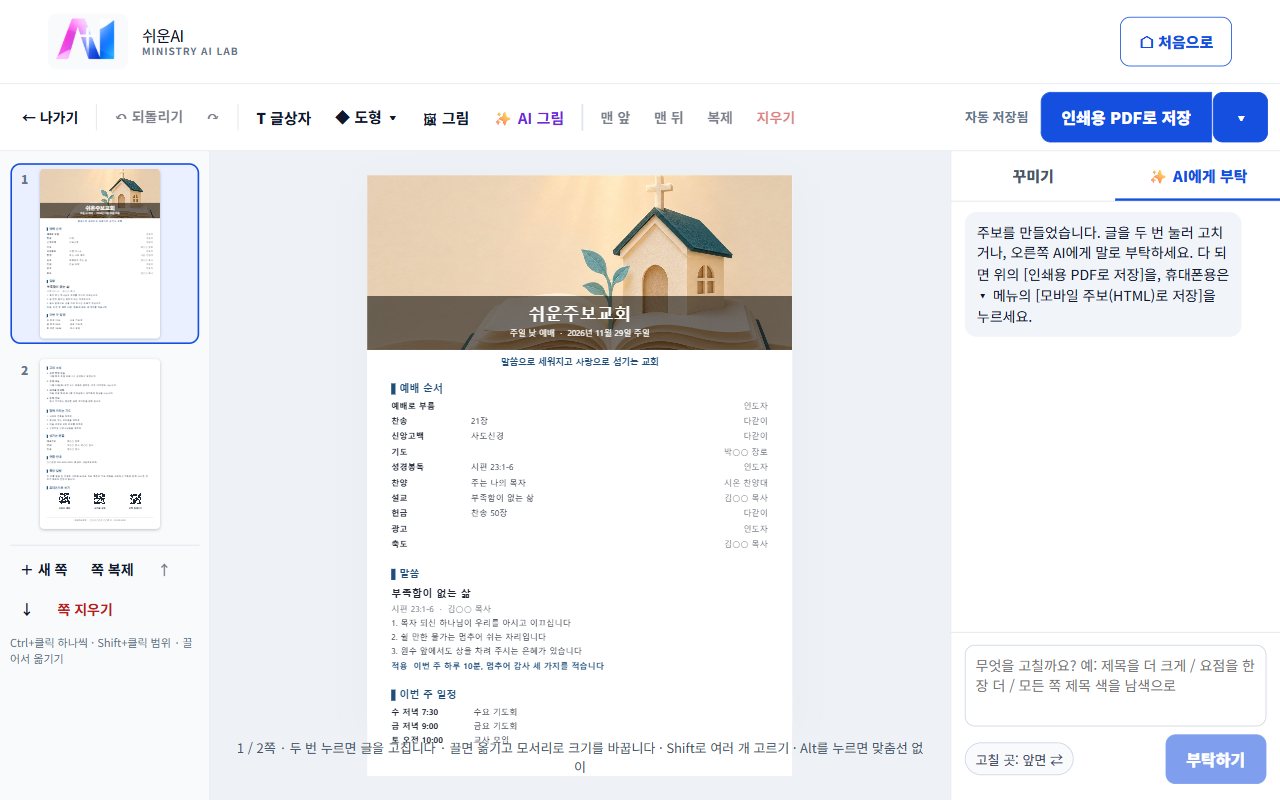 쉬운AI
MINISTRY AI LAB
처음으로
← 나가기
되돌리기
T 글상자
◆ 도형 ▾
그림
✨ AI 그림
맨 앞
맨 뒤
복제
지우기
자동 저장됨
인쇄용 PDF로 저장
▾
1
2
+ 새 쪽
쪽 복제
↑
↓
쪽 지우기
Ctrl+클릭 하나씩 · Shift+클릭 범위 · 끌
어서 옮기기
쉬운주보교회
주일 낮 예배 · 2026년 11월 29일 주일
말씀으로 세워지고 사랑으로 섬기는 교회
예배 순서
예배로 부름 인도자
찬송 21장 다같이
신앙고백 사도신경 다같이
기도 박○○ 장로
성경봉독 시편 23:1-6 인도자
찬양 주는 나의 목자 시온 찬양대
설교 부족함이 없는 삶 김○○ 목사
헌금 찬송 50장 다같이
광고 인도자
축도 김○○ 목사
말씀
부족함이 없는 삶
시편 23:1-6 · 김○○ 목사
1. 목자 되신 하나님이 우리를 아시고 이끄십니다
2. 쉴 만한 물가는 멈추어 쉬는 자리입니다
3. 원수 앞에서도 상을 차려 주시는 은혜가 있습니다
적용 이번 주 하루 10분, 멈추어 감사 세 가지를 적습니다
이번 주 일정
수 저녁 7:30 수요 기도회
금 저녁 9:00 금요 기도회
토 오전 10:00 교사 모임
1 / 2쪽 · 두 번 누르면 글을 고칩니다 · 끌면 옮기고 모서리로 크기를 바꿉니다 · Shift로 여러 개 고르기 · Alt를 누르면 맞춤선 없
이
꾸미기
✨ AI에게 부탁
주보를 만들었습니다. 글을 두 번 눌러 고치
거나, 오른쪽 AI에게 말로 부탁하세요. 다 되
면 위의 [인쇄용 PDF로 저장]을, 휴대폰용은
▾ 메뉴의 [모바일 주보(HTML)로 저장]을
누르세요.
무엇을 고칠까요? 예: 제목을 더 크게 / 요점을 한
장 더 / 모든 쪽 제목 색을 남색으로
고칠 곳: 앞면 ⇄
부탁하기